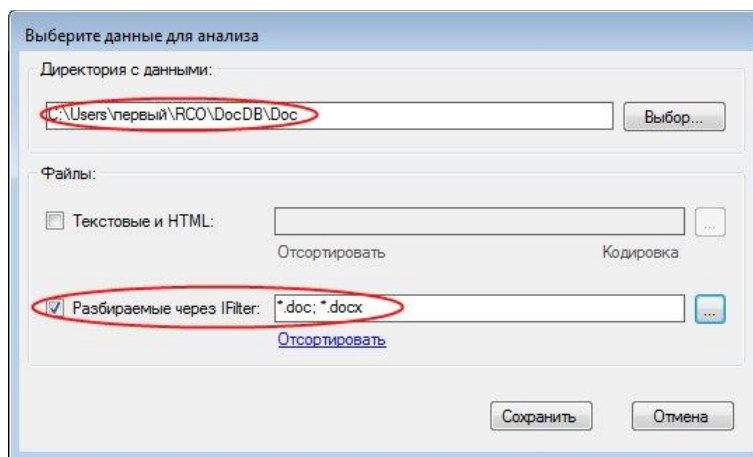 Выберите данные для анализа
Директория с данными:
C:\Users\первый\RCO\DocDB\Doc
Выбор...
Файлы:
Текстовые и HTML:
...
Отсортировать
Кодировка
Разбираемые через IFilter:
*.doc; *.docx
...
Отсортировать
Сохранить
Отмена